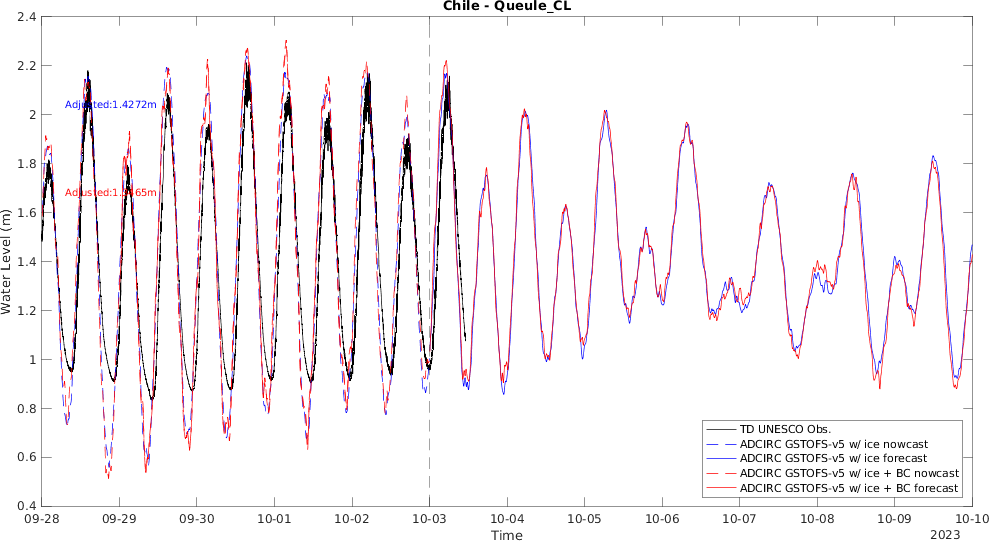 Chile - Queule_CL
2.4
2.2
2
1.8
1.6
1.4
1.2
1
0.8
0.6
0.4
Water Level (m)
Adjusted:1.4272m
TD UNESCO Obs.
ADCIRC GSTOFS-v5 w/ ice nowcast
ADCIRC GSTOFS-v5 w/ ice forecast
ADCIRC GSTOFS-v5 w/ ice + BC nowcast
ADCIRC GSTOFS-v5 w/ ice + BC forecast
09-28 09-29 09-30 10-01 10-02 10-03 10-04 10-05 10-06 10-07 10-08 10-09 10-10
Time
2023